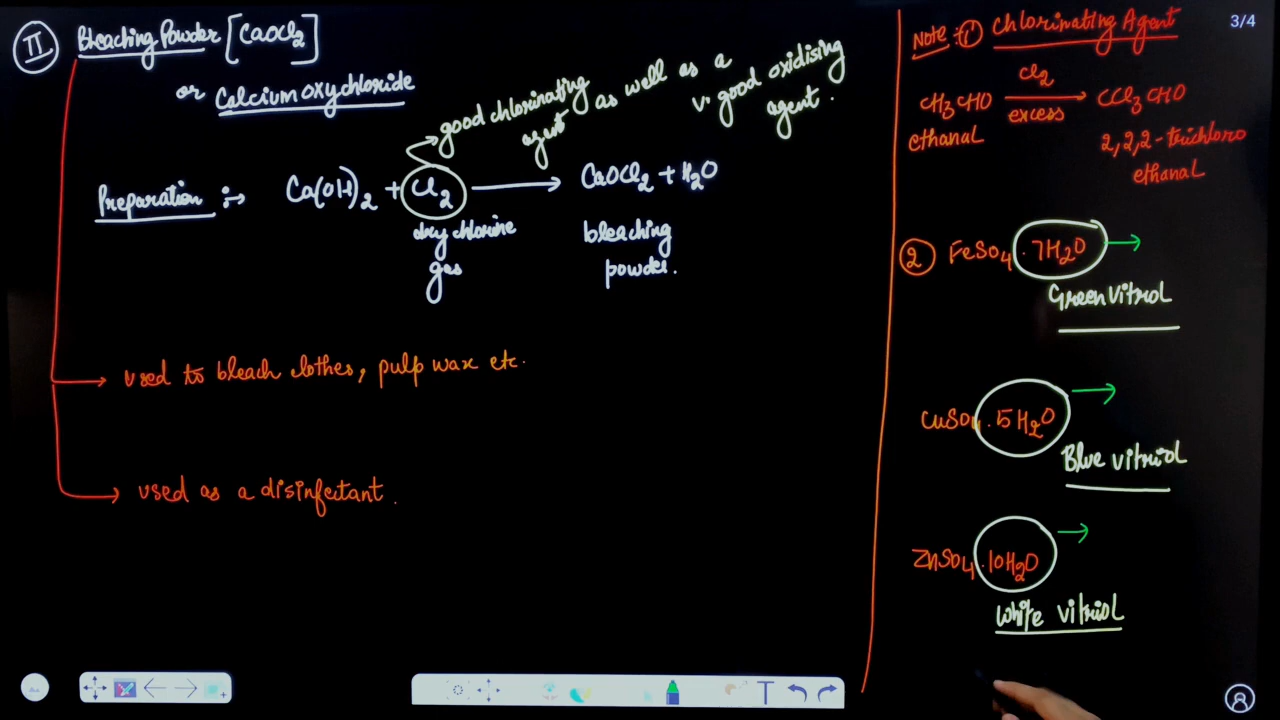 II Bleaching Powder [CaOCl2]
or Calcium oxychloride
good chlorinating agent as well as a v. good oxidising agent.
Preparation :→ Ca(OH)2 + Cl2 → CaOCl2 + H2O
dry chlorine gas
bleaching powder.
→ used to bleach clothes, pulp wax etc.
→ used as a disinfectant.
Note :- (1) Chlorinating Agent
CH3CHO Cl2 excess → CCl3CHO
ethanal
2,2,2-trichloro
ethanal
(2) FeSO4 . 7H2O →
Green Vitrol
CuSO4 . 5H2O →
Blue vitriol
ZnSO4 .10H2O →
White vitriol
3/4
T